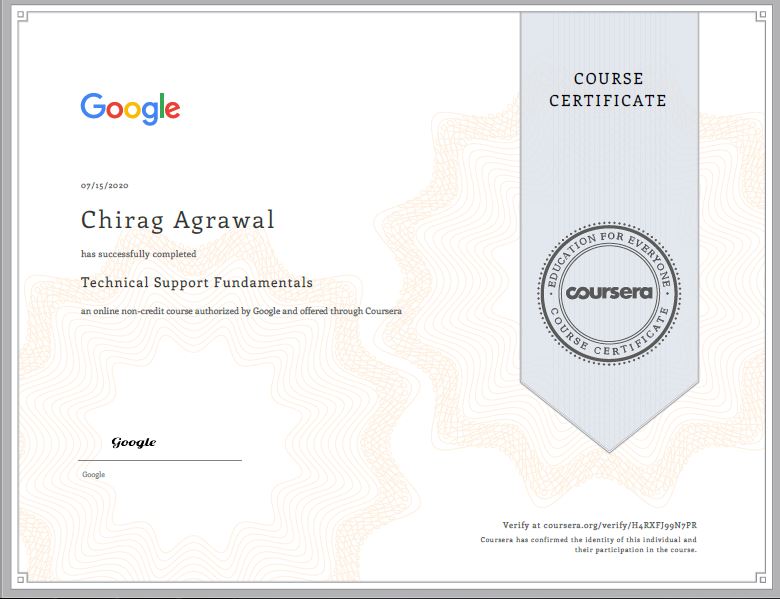 Google
COURSE
CERTIFICATE
07/15/2020
Chirag Agrawal
has successfully completed
Technical Support Fundamentals
an online non-credit course authorized by Google and offered through Coursera
EDUCATION FOR EVERYONE
coursera
COURSE CERTIFICATE
Google
Google
Verify at coursera.org/verify/H4RXFJ99N7PR
Coursera has confirmed the identity of this individual and
their participation in the course.